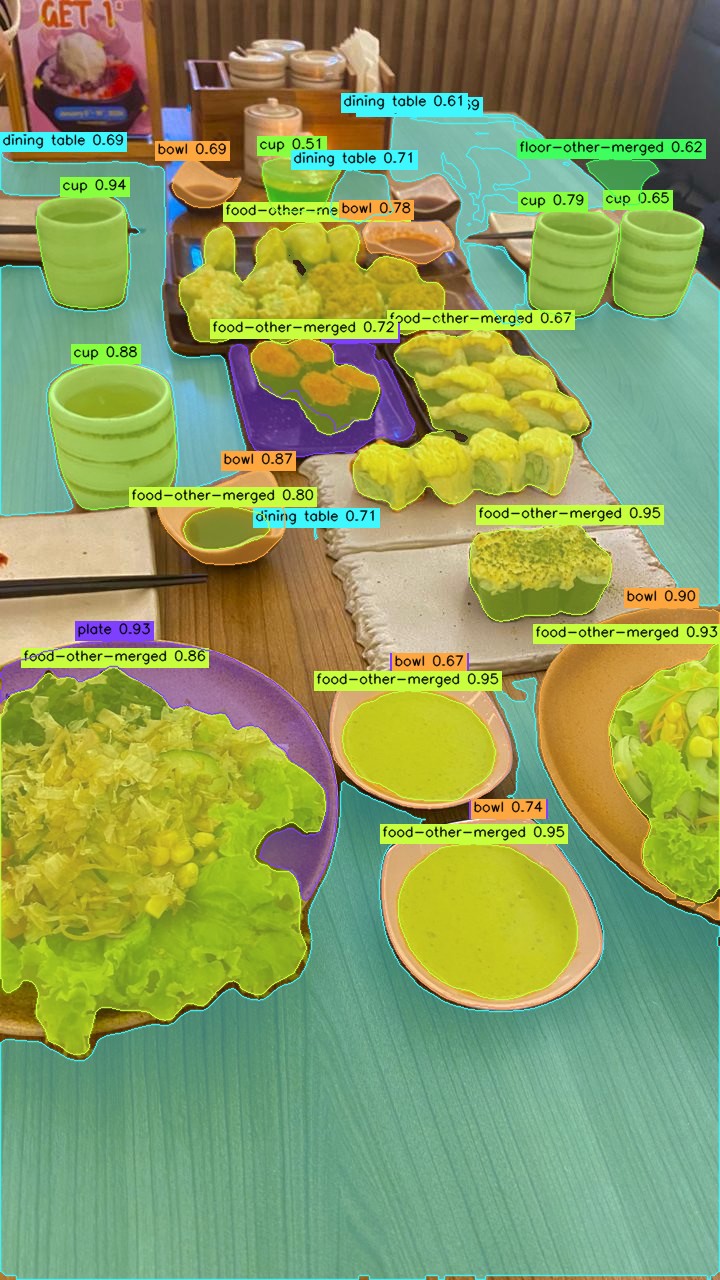 GET 1
dining table 0.61
69
dining table 0.69
bowl 0.69
cup 0.51
dining table 0.71
floor-other-merged 0.62
cup 0.94
food-other-me
bowl 0.78
cup 0.79
cup 0.65
food-other-merged 0.72
food-other-merged 0.67
cup 0.88
bowl 0.87
food-other-merged 0.80
dining table 0.71
food-other-merged 0.95
bowl 0.90
plate 0.93
food-other-merged 0.93
food-other-merged 0.86
bowl 0.67
food-other-merged 0.95
bowl 0.74
food-other-merged 0.95